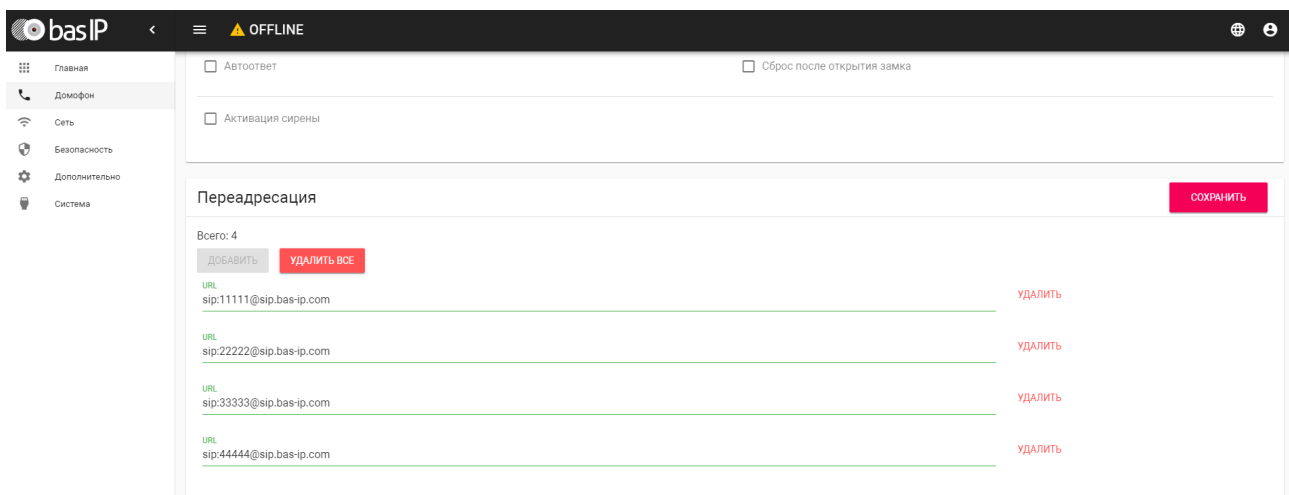 bas IP
OFFLINE
Главная
Домофон
Сеть
Безопасность
Дополнительно
Система
Автоответ
Сброс после открытия замка
Активация сирены
Переадресация
СОХРАНИТЬ
Всего: 4
ДОБАВИТЬ
УДАЛИТЬ ВСЕ
URL
sip:11111@sip.bas-ip.com
УДАЛИТЬ
URL
sip:22222@sip.bas-ip.com
УДАЛИТЬ
URL
sip:33333@sip.bas-ip.com
УДАЛИТЬ
URL
sip:44444@sip.bas-ip.com
УДАЛИТЬ